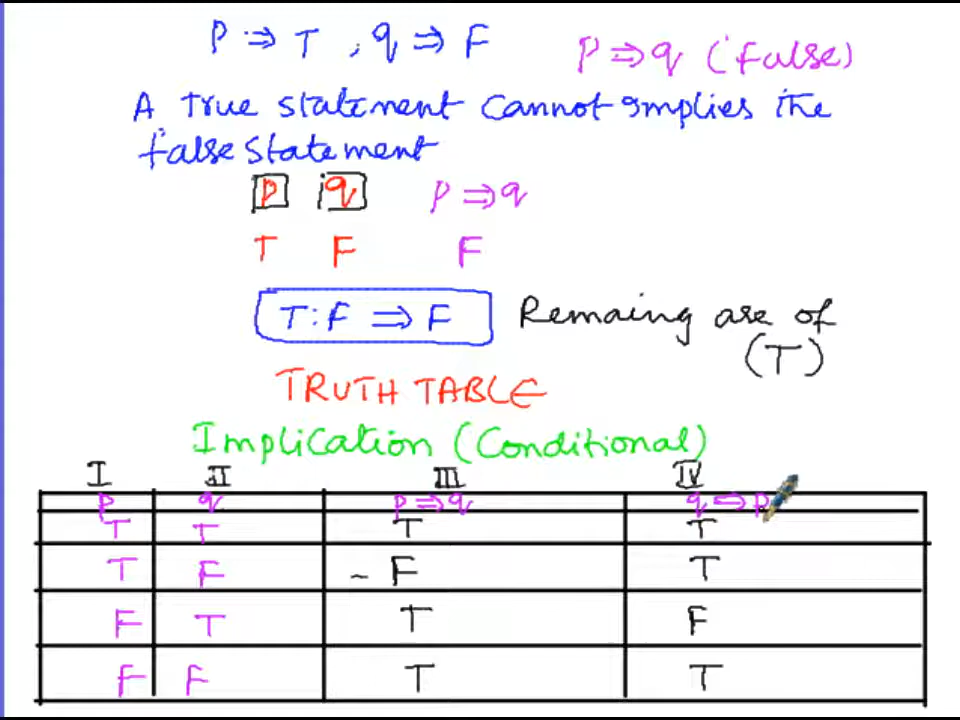 p ⇒ T , q ⇒ F p ⇒ q (false)
A true statement cannot implies the
false statement
p q p ⇒ q
T F F
T : F ⇒ F Remaing are of
(T)
TRUTH TABLE
Implication (Conditional)
I II III IV
p q p ⇒ q q ⇒ p
T T T T
T F - F T
F T T F
F F T T